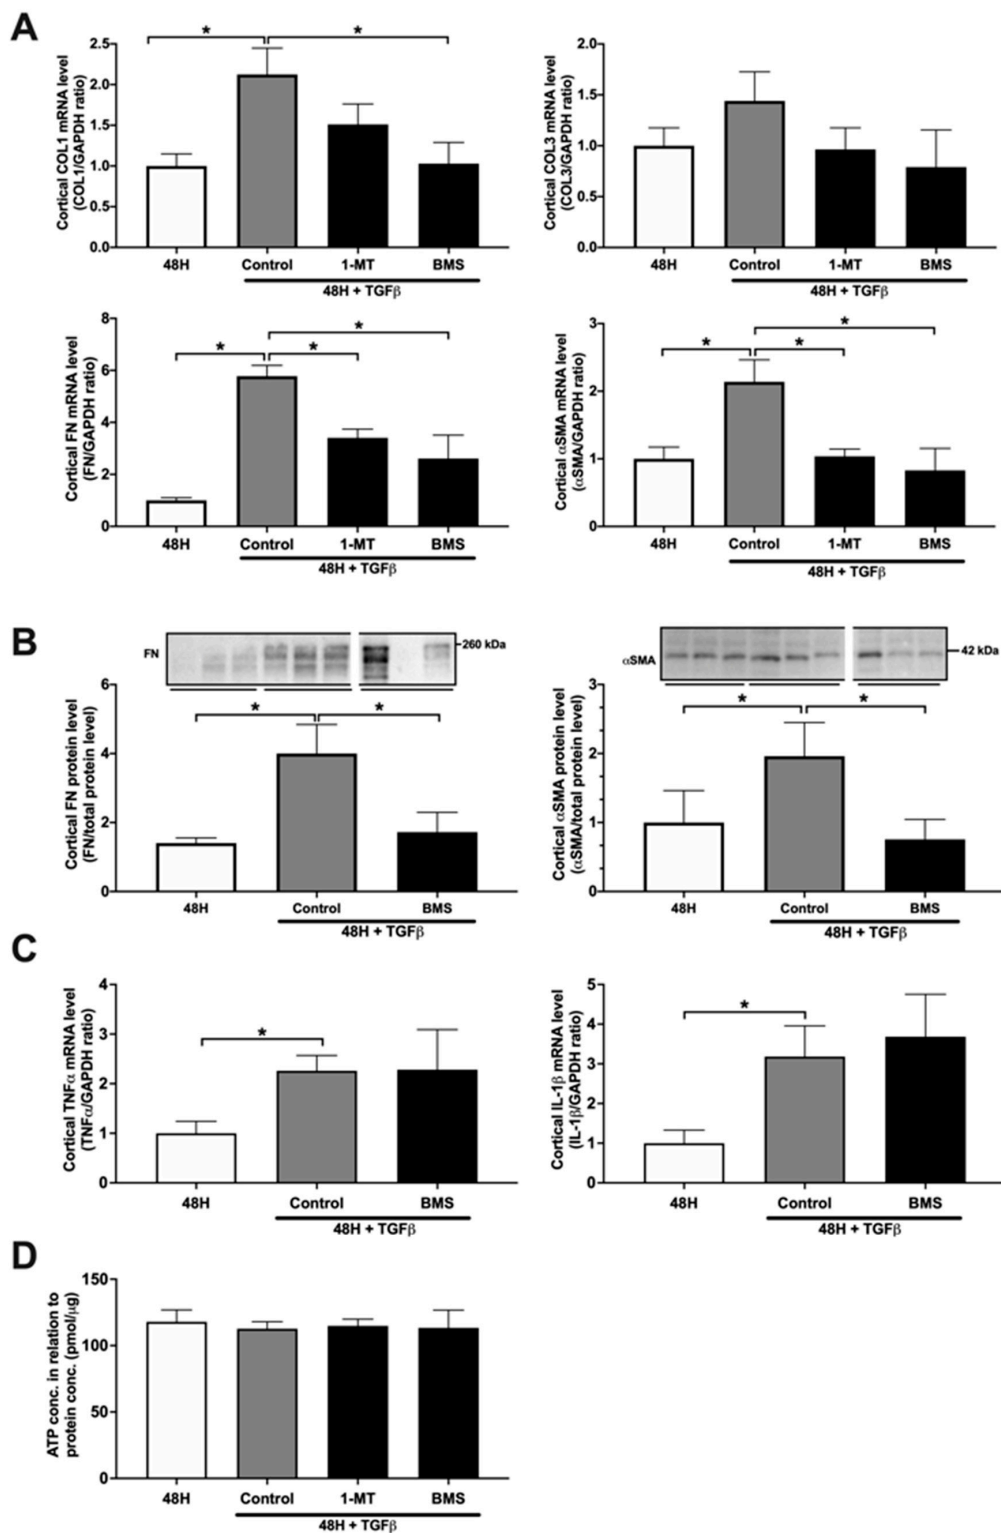 A
Cortical COL1 mRNA level
(COL1/GAPDH ratio)
2.5
2.0
1.5
1.0
0.5
0.0
*
*
48H
Control
1-MT
BMS
48H + TGFβ
Cortical COL3 mRNA level
(COL3/GAPDH ratio)
2.0
1.5
1.0
0.5
0.0
48H
Control
1-MT
BMS
48H + TGFβ
Cortical FN mRNA level
(FN/GAPDH ratio)
8
6
4
2
0
*
*
*
48H
Control
1-MT
BMS
48H + TGFβ
Cortical αSMA mRNA level
(αSMA/GAPDH ratio)
3
2
1
0
*
*
*
48H
Control
1-MT
BMS
48H + TGFβ
B
FN
260 kDa
Cortical FN protein level
(FN/total protein level)
6
4
2
0
*
*
48H
Control
BMS
48H + TGFβ
αSMA
42 kDa
Cortical αSMA protein level
(αSMA/total protein level)
3
2
1
0
*
*
48H
Control
BMS
48H + TGFβ
C
Cortical TNFα mRNA level
(TNFα/GAPDH ratio)
4
3
2
1
0
*
48H
Control
BMS
48H + TGFβ
Cortical IL-1β mRNA level
(IL-1β/GAPDH ratio)
5
4
3
2
1
0
*
48H
Control
BMS
48H + TGFβ
D
ATP conc. in relation to
protein conc. (pmol/μg)
150
100
50
0
48H
Control
1-MT
BMS
48H + TGFβ